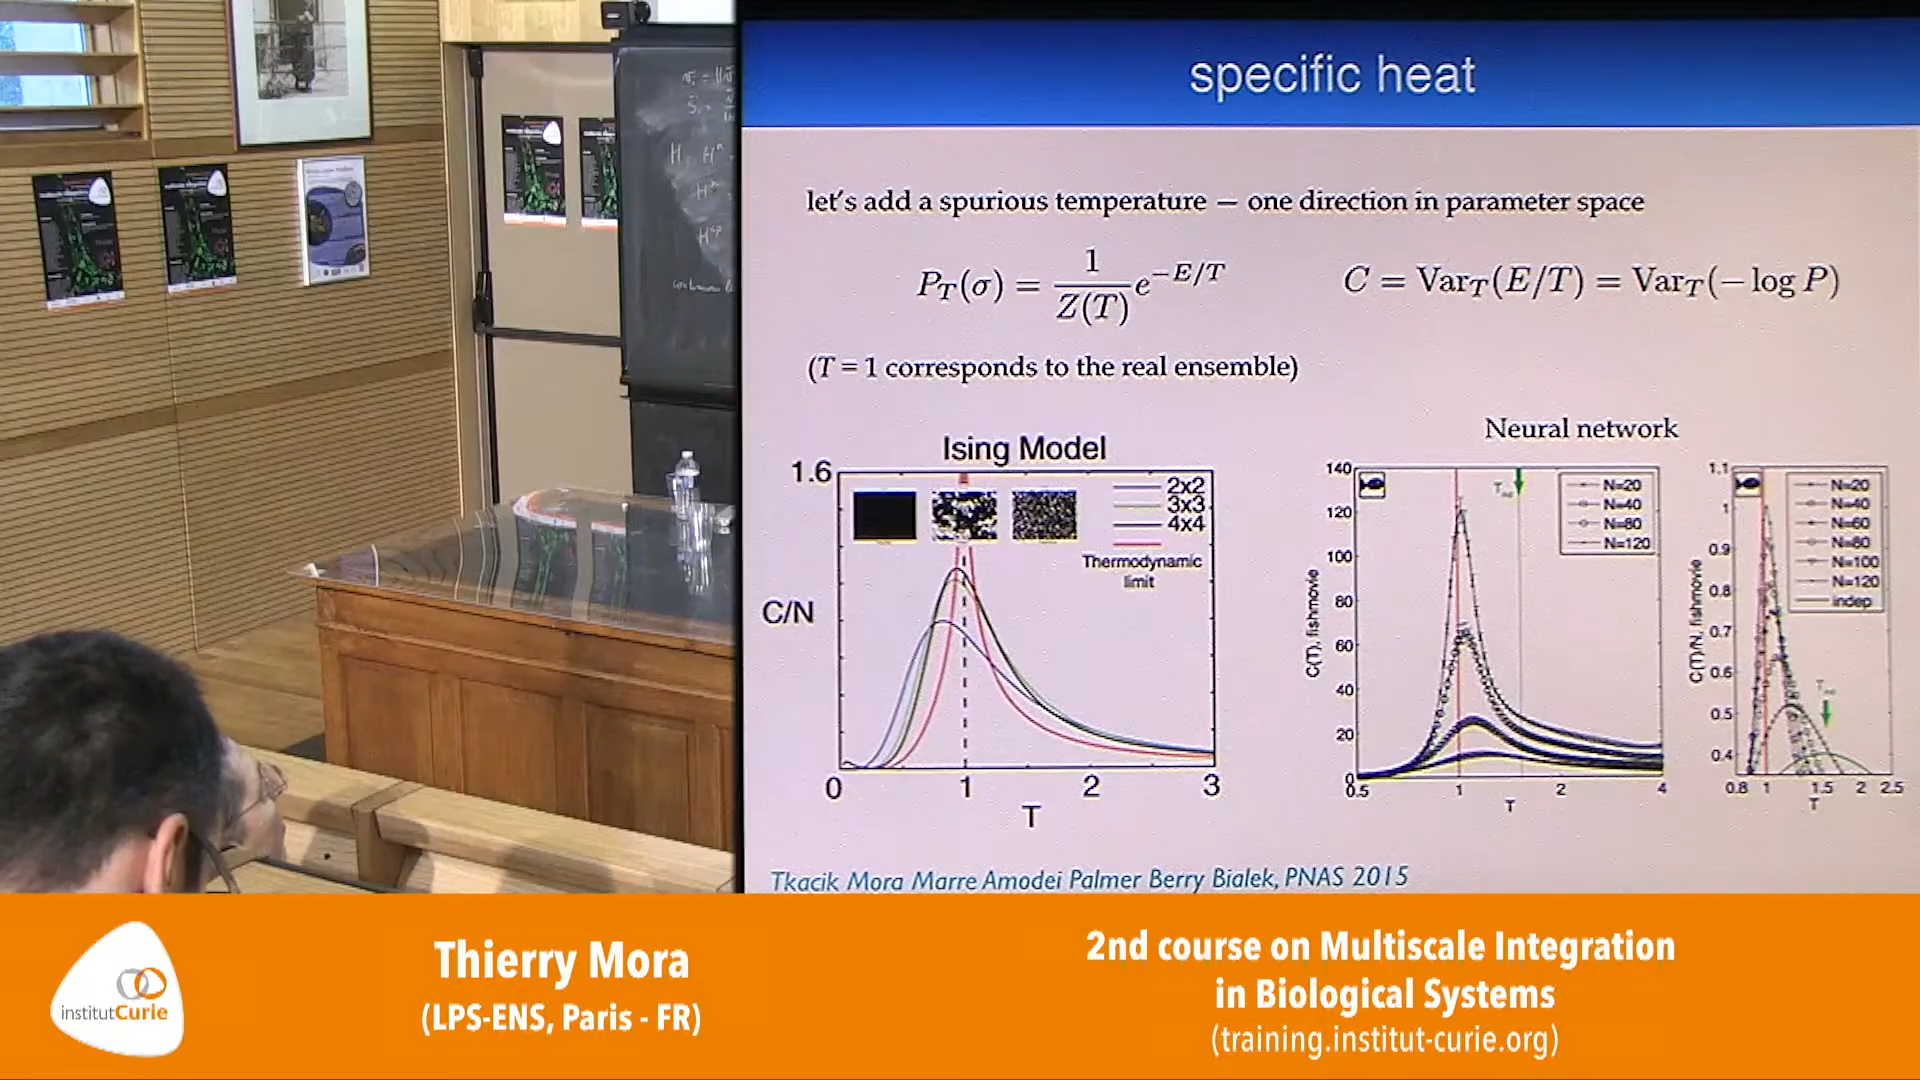 specific heat
let's add a spurious temperature — one direction in parameter space
P_T(σ) = 1/Z(T) e^{-E/T}
C = Var_T(E/T) = Var_T(− log P)
(T = 1 corresponds to the real ensemble)
Ising Model
1.6
2x2
3x3
4x4
Thermodynamic
limit
C/N
0 1 2 3
T
Neural network
140
120
100
80
60
40
20
0
C(T), fishmovie
N=20
N=40
N=80
N=120
0.5 1 2 4
T
1.1
1
0.9
0.8
0.7
0.6
0.5
0.4
C(T)/N, fishmovie
N=20
N=40
N=60
N=80
N=100
N=120
indep
0.8 1 1.5 2 2.5
T
Tkacik Mora Marre Amodei Palmer Berry Bialek, PNAS 2015
institutCurie
Thierry Mora
(LPS-ENS, Paris - FR)
2nd course on Multiscale Integration
in Biological Systems
(training.institut-curie.org)